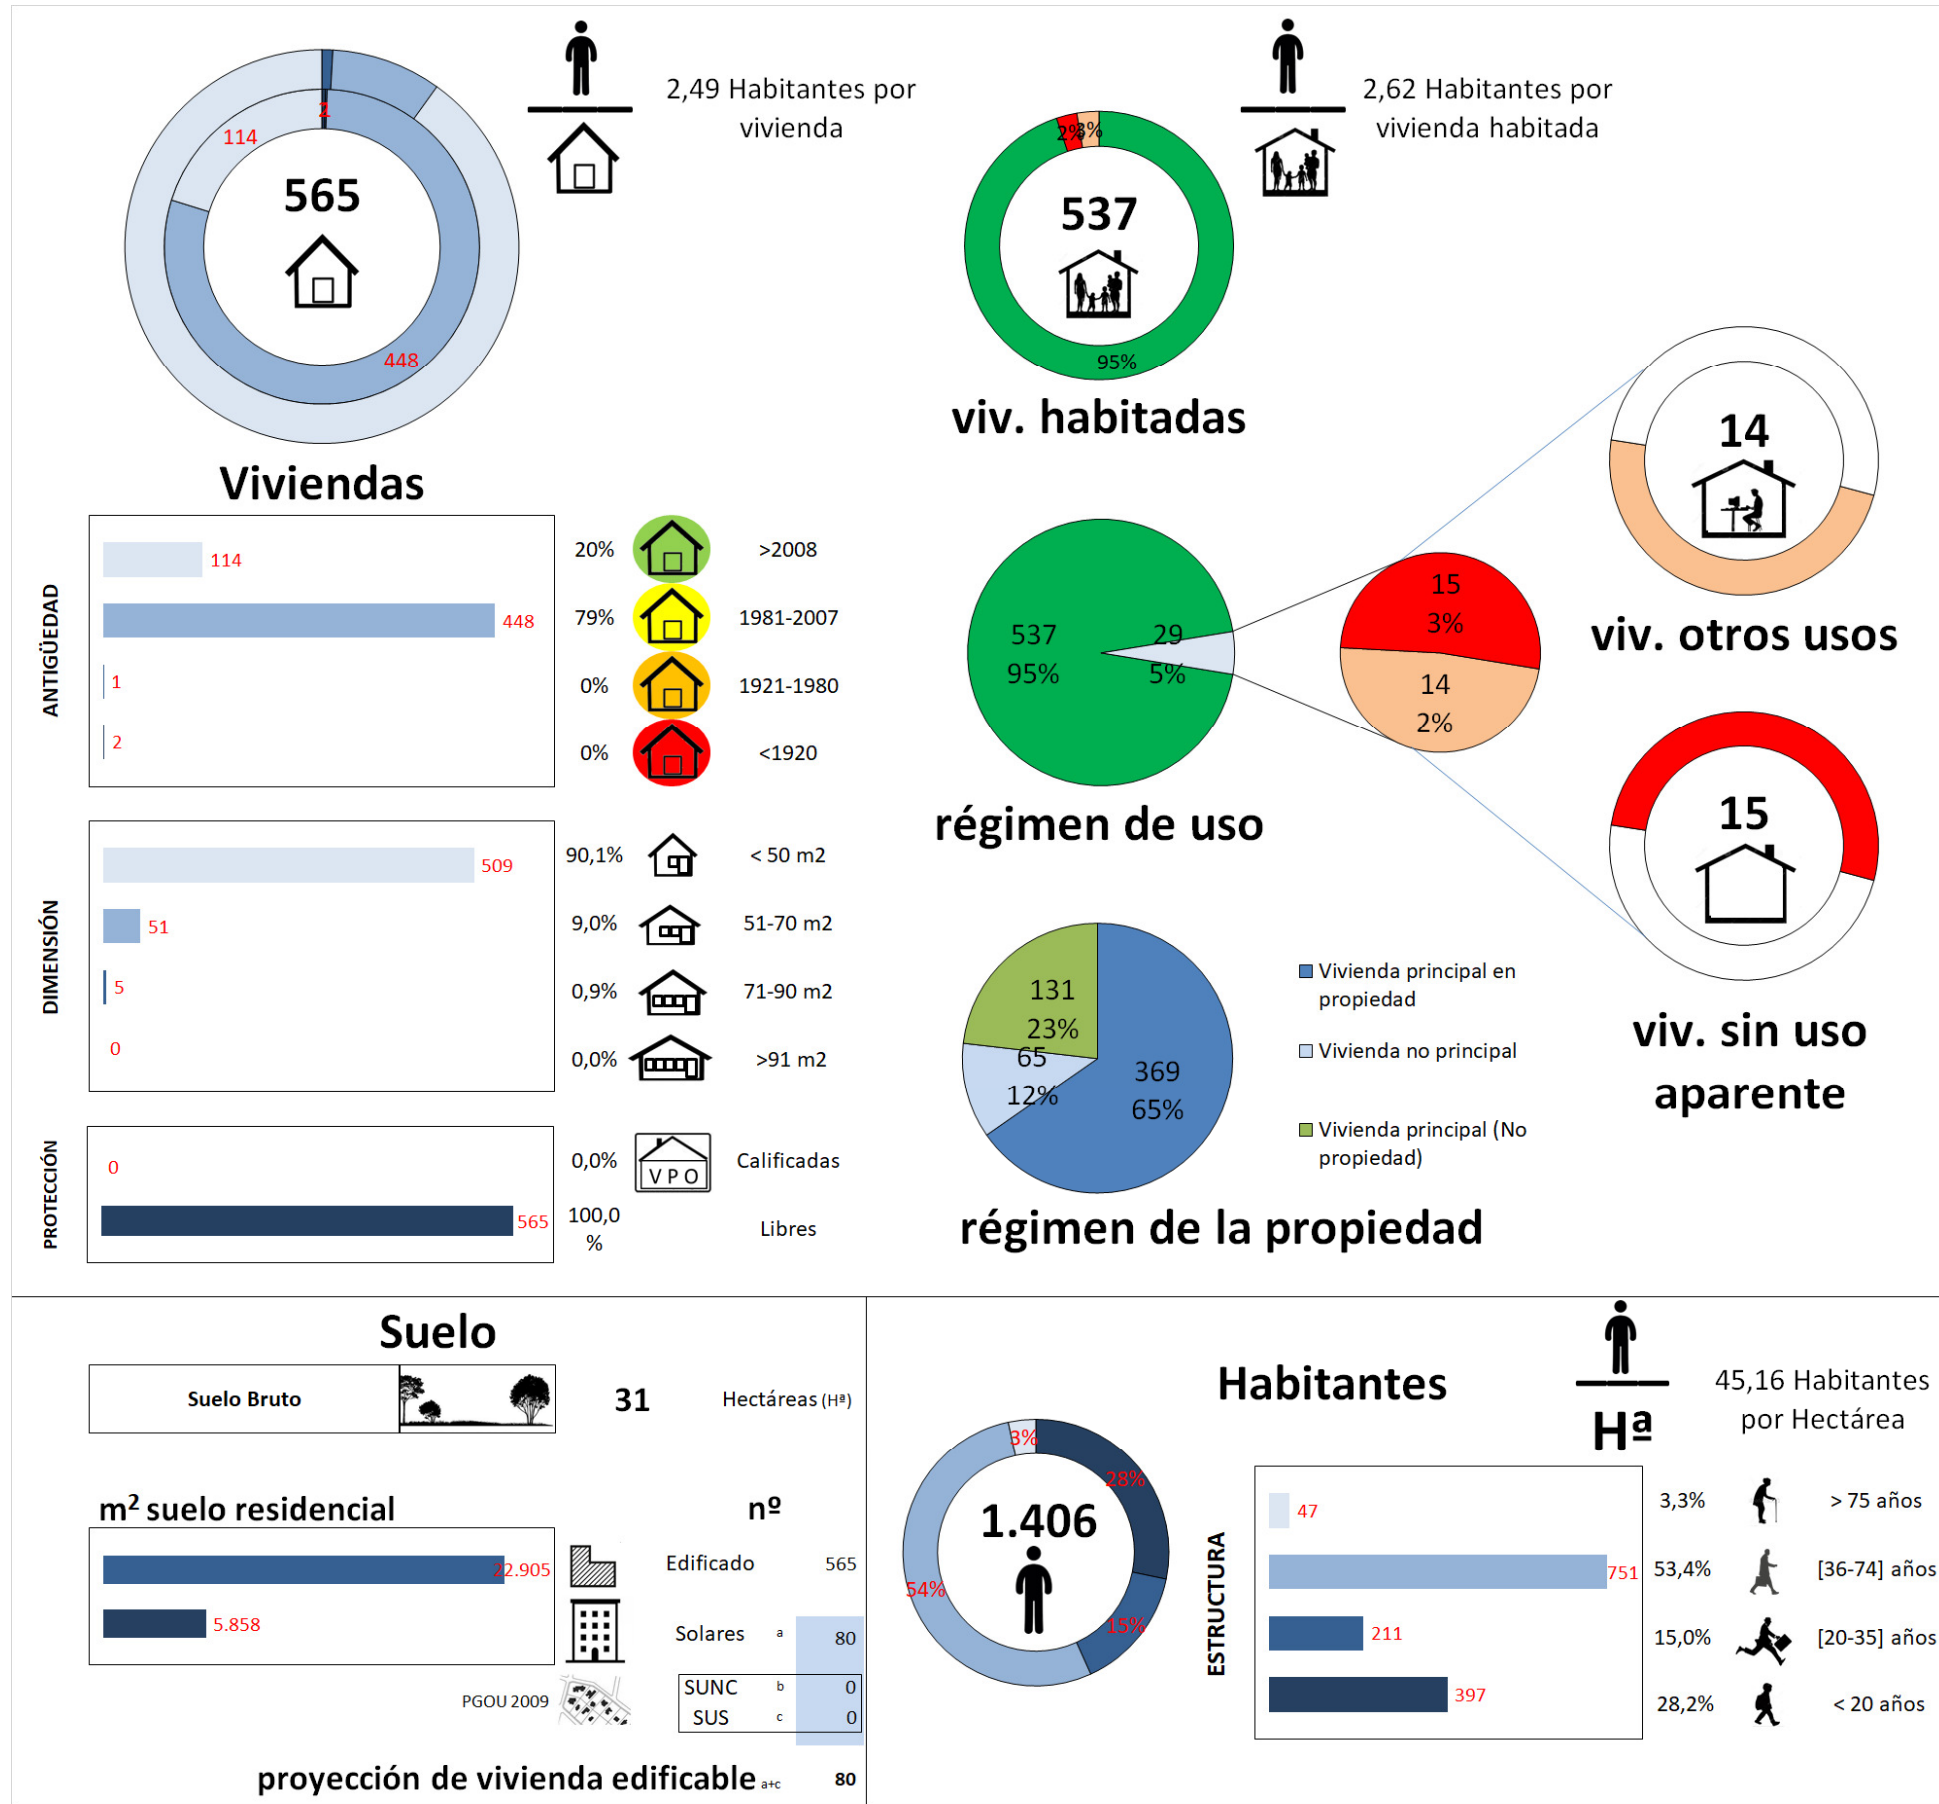 2
114
565
448
2,49 Habitantes por
vivienda
Viviendas
ANTIGÜEDAD
114
20%
>2008
448
79%
1981-2007
1
0%
1921-1980
2
0%
<1920
DIMENSIÓN
509
90,1%
< 50 m2
51
9,0%
51-70 m2
5
0,9%
71-90 m2
0
0,0%
>91 m2
PROTECCIÓN
0
0,0%
V P O
Calificadas
565
100,0
%
Libres
2,62 Habitantes por
vivienda habitada
2%
3%
537
95%
viv. habitadas
537
95%
29
5%
15
3%
14
2%
régimen de uso
14
viv. otros usos
15
viv. sin uso
aparente
131
23%
65
12%
369
65%
Vivienda principal en
propiedad
Vivienda no principal
Vivienda principal (No
propiedad)
régimen de la propiedad
Suelo
Suelo Bruto
31
Hectáreas (Hª)
m² suelo residencial
nº
22.905
Edificado
565
5.858
Solares a
80
PGOU 2009
SUNC b 0
SUS c 0
proyección de vivienda edificable a+c 80
Habitantes
Hª
45,16 Habitantes
por Hectárea
3%
28%
1.406
54%
15%
ESTRUCTURA
47
3,3%
> 75 años
751
53,4%
[36-74] años
211
15,0%
[20-35] años
397
28,2%
< 20 años